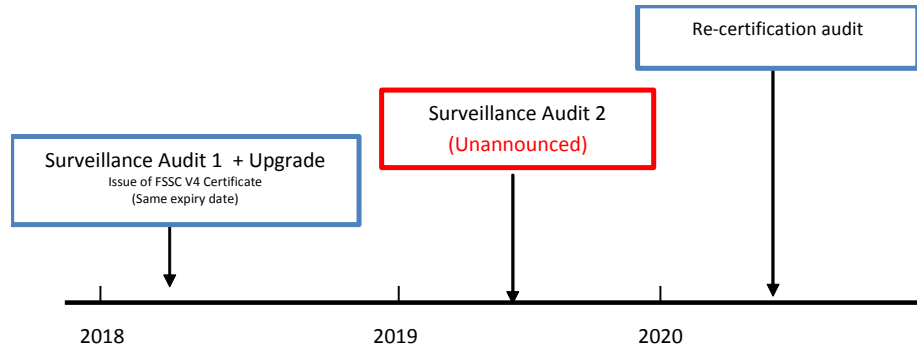 Surveillance Audit 1 + Upgrade
Issue of FSSC V4 Certificate
(Same expiry date)
Surveillance Audit 2
(Unannounced)
Re-certification audit
2018
2019
2020